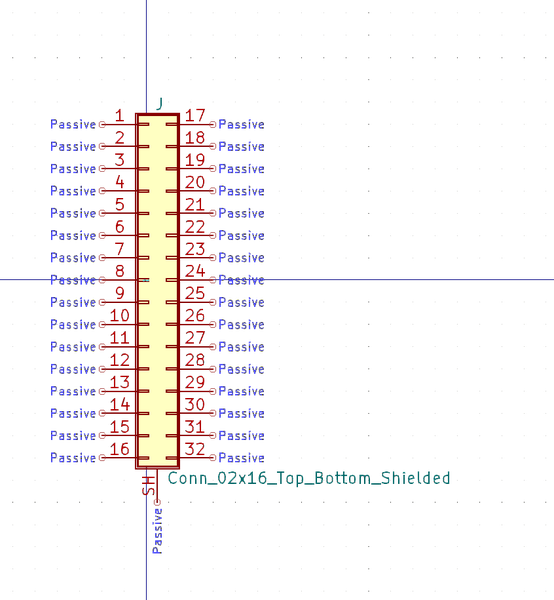 J
Passive 1 17 Passive
Passive 2 18 Passive
Passive 3 19 Passive
Passive 4 20 Passive
Passive 5 21 Passive
Passive 6 22 Passive
Passive 7 23 Passive
Passive 8 24 Passive
Passive 9 25 Passive
Passive 10 26 Passive
Passive 11 27 Passive
Passive 12 28 Passive
Passive 13 29 Passive
Passive 14 30 Passive
Passive 15 31 Passive
Passive 16 32 Passive
SH Conn_02x16_Top_Bottom_Shielded
Passive